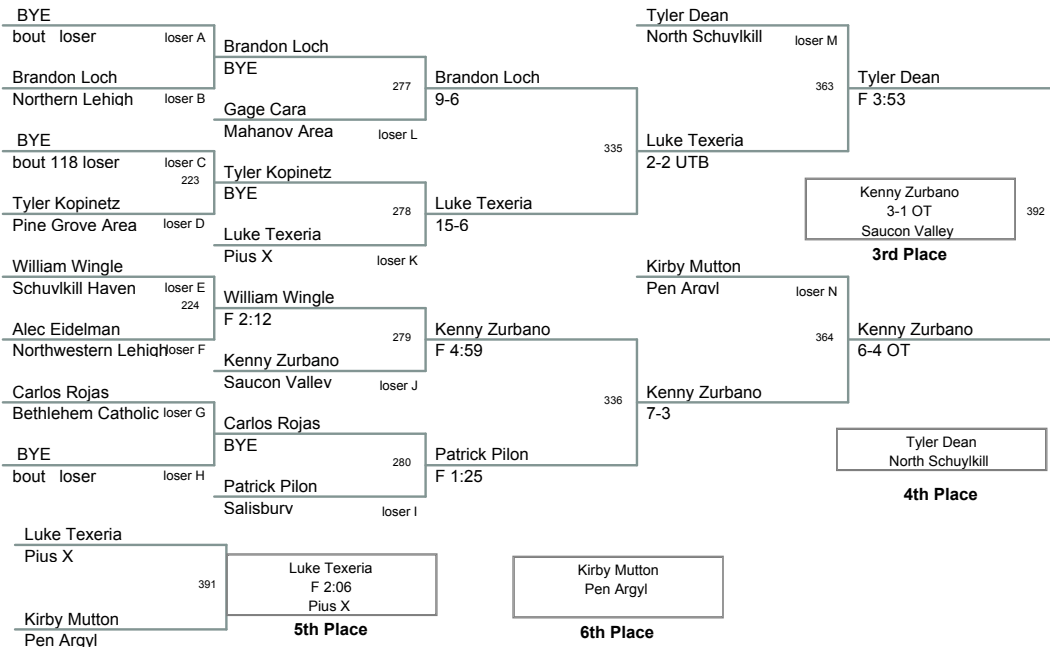 BYE
bout loser
loser A
Brandon Loch
Northern Lehigh
loser B
BYE
bout 118 loser
loser C
223
Tyler Kopinetz
Pine Grove Area
loser D
William Wingle
Schuylkill Haven
loser E
224
Alec Eidelman
Northwestern Lehigh
loser F
Carlos Rojas
Bethlehem Catholic
loser G
BYE
bout loser
loser H
Brandon Loch
BYE
277
Gage Cara
Mahanoy Area
loser L
Tyler Kopinetz
BYE
278
Luke Texeria
Pius X
loser K
William Wingle
F 2:12
279
Kenny Zurbano
Saucon Valley
loser J
Carlos Rojas
BYE
280
Patrick Pilon
Salisbury
loser I
Brandon Loch
9-6
335
Luke Texeria
15-6
Kenny Zurbano
F 4:59
336
Patrick Pilon
F 1:25
Tyler Dean
North Schuylkill
loser M
363
Luke Texeria
2-2 UTB
Kirby Mutton
Pen Argyl
loser N
364
Kenny Zurbano
7-3
Tyler Dean
F 3:53
Kenny Zurbano
3-1 OT
Saucon Valley
392
3rd Place
Kenny Zurbano
6-4 OT
Tyler Dean
North Schuylkill
4th Place
Luke Texeria
Pius X
391
Kirby Mutton
Pen Argyl
Luke Texeria
F 2:06
Pius X
5th Place
Kirby Mutton
Pen Argyl
6th Place